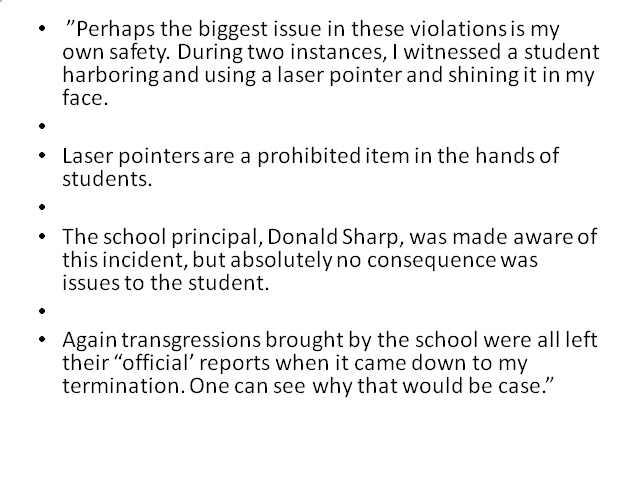 • ”Perhaps the biggest issue in these violations is my
own safety. During two instances, I witnessed a student
harboring and using a laser pointer and shining it in my
face.
•
• Laser pointers are a prohibited item in the hands of
students.
•
• The school principal, Donald Sharp, was made aware of
this incident, but absolutely no consequence was
issues to the student.
•
• Again transgressions brought by the school were all left
their “official’ reports when it came down to my
termination. One can see why that would be case.”